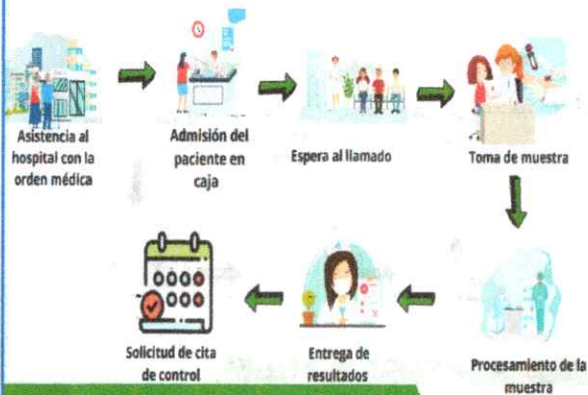 Asistencia al
hospital con la
orden médica
Admisión del
paciente en
caja
Espera al llamado
Toma de muestra
Procesamiento de la
muestra
Entrega de
resultados
Solicitud de cita
de control